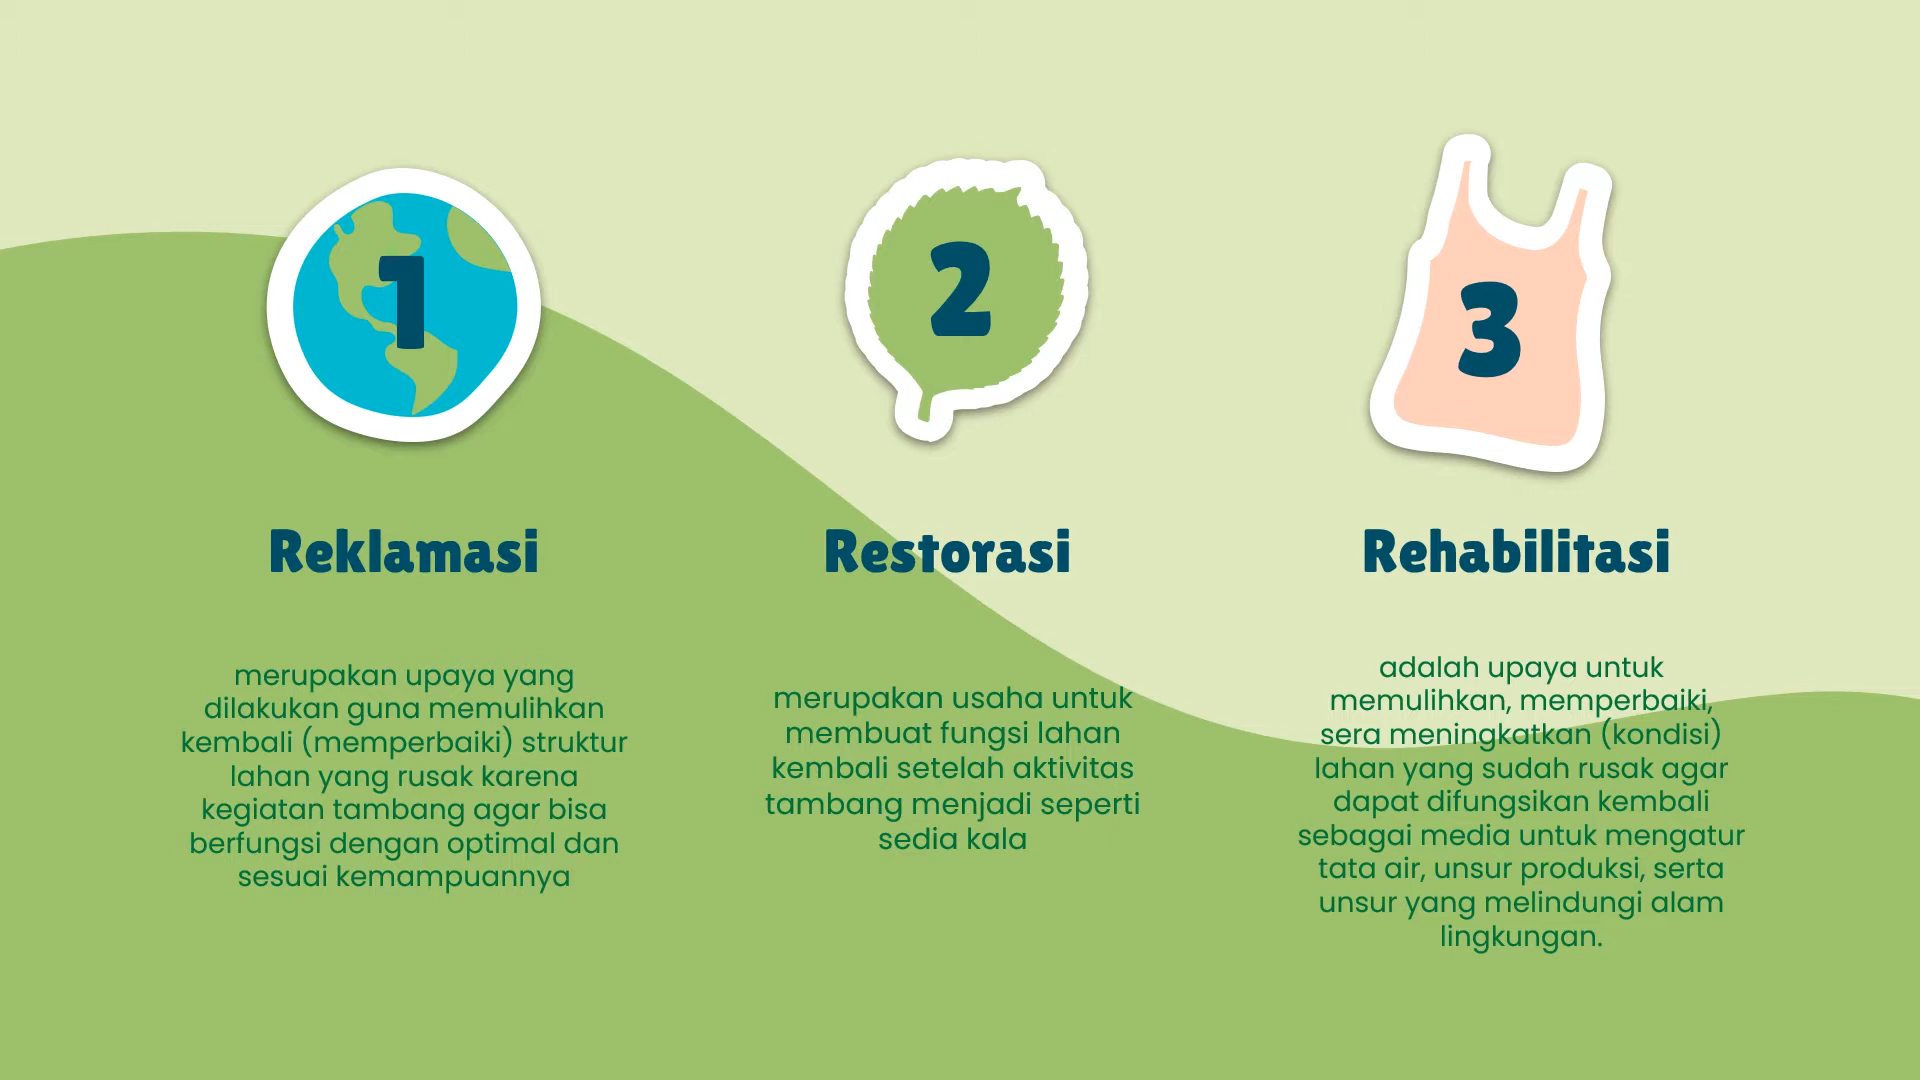 1
Reklamasi
merupakan upaya yang
dilakukan guna memulihkan
kembali (memperbaiki) struktur
lahan yang rusak karena
kegiatan tambang agar bisa
berfungsi dengan optimal dan
sesuai kemampuannya
2
Restorasi
merupakan usaha untuk
membuat fungsi lahan
kembali setelah aktivitas
tambang menjadi seperti
sedia kala
3
Rehabilitasi
adalah upaya untuk
memulihkan, memperbaiki,
sera meningkatkan (kondisi)
lahan yang sudah rusak agar
dapat difungsikan kembali
sebagai media untuk mengatur
tata air, unsur produksi, serta
unsur yang melindungi alam
lingkungan.